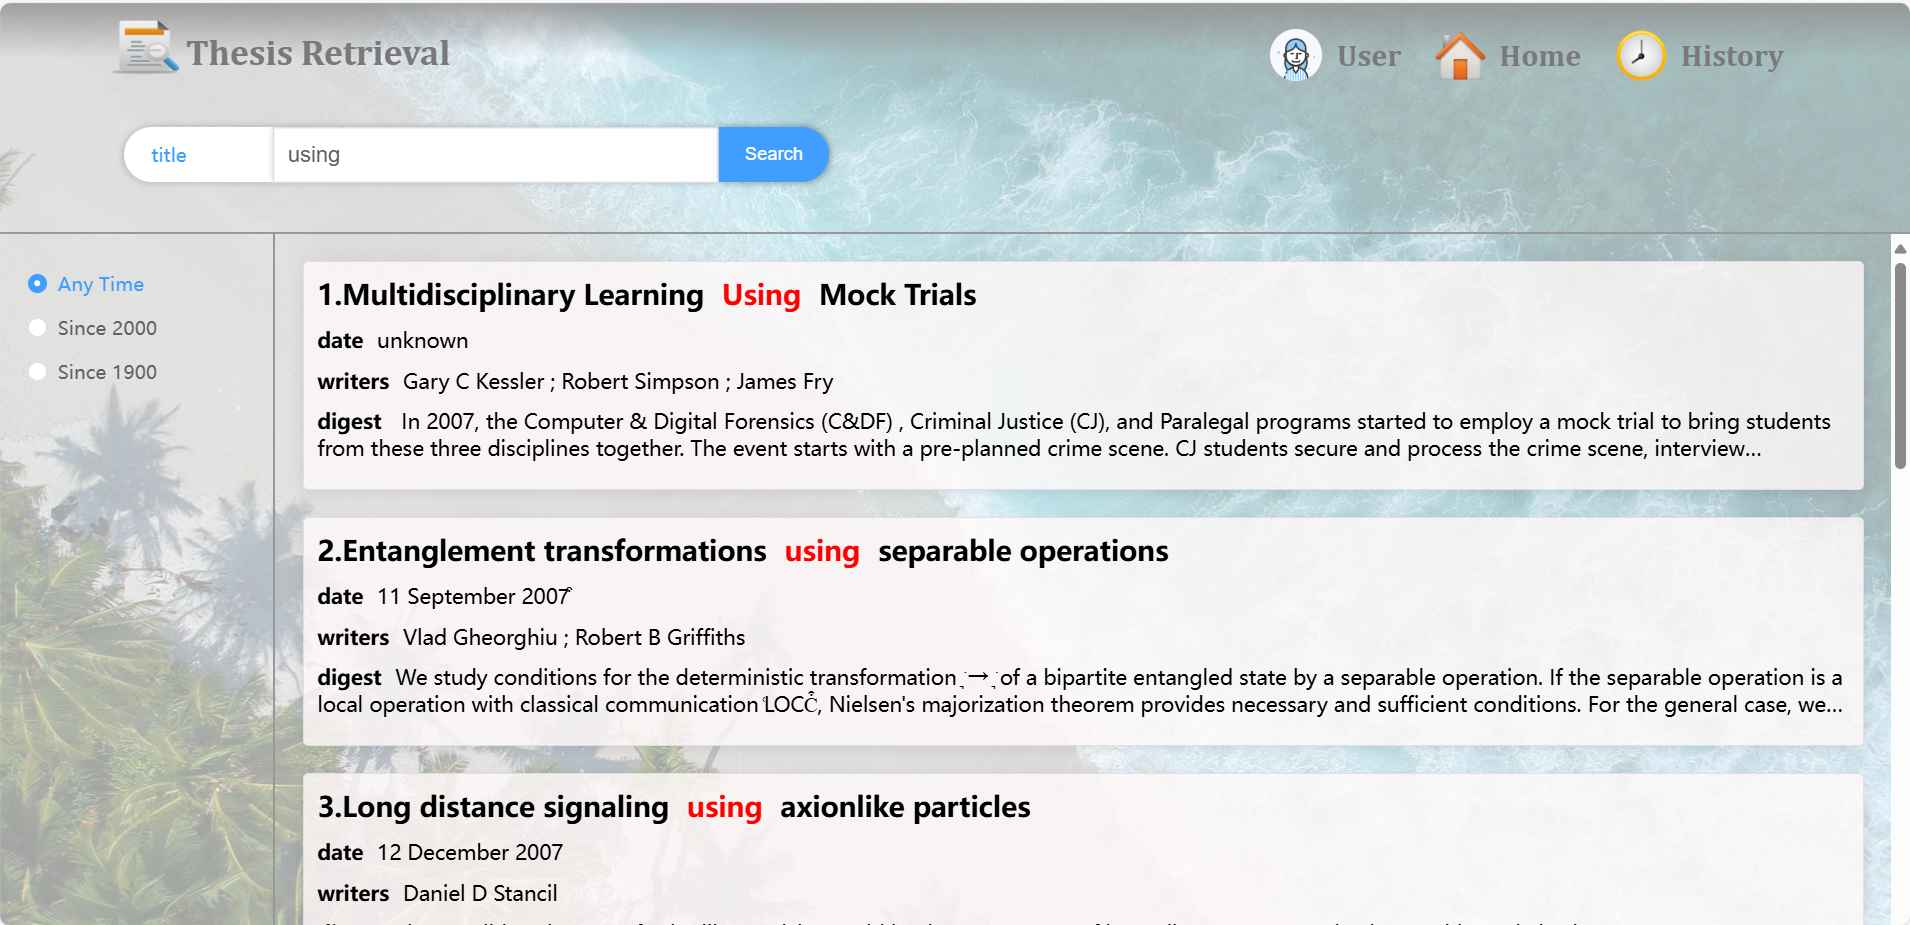 Thesis Retrieval
User
Home
History
title
using
Search
Any Time
Since 2000
Since 1900
1.Multidisciplinary Learning Using Mock Trials
date unknown
writers Gary C Kessler ; Robert Simpson ; James Fry
digest In 2007, the Computer & Digital Forensics (C&DF) , Criminal Justice (CJ), and Paralegal programs started to employ a mock trial to bring students
from these three disciplines together. The event starts with a pre-planned crime scene. CJ students secure and process the crime scene, interview...
2.Entanglement transformations using separable operations
date 11 September 2007
writers Vlad Gheorghiu ; Robert B Griffiths
digest We study conditions for the deterministic transformation → of a bipartite entangled state by a separable operation. If the separable operation is a
local operation with classical communication LOCC, Nielsen's majorization theorem provides necessary and sufficient conditions. For the general case, we...
3.Long distance signaling using axionlike particles
date 12 December 2007
writers Daniel D Stancil